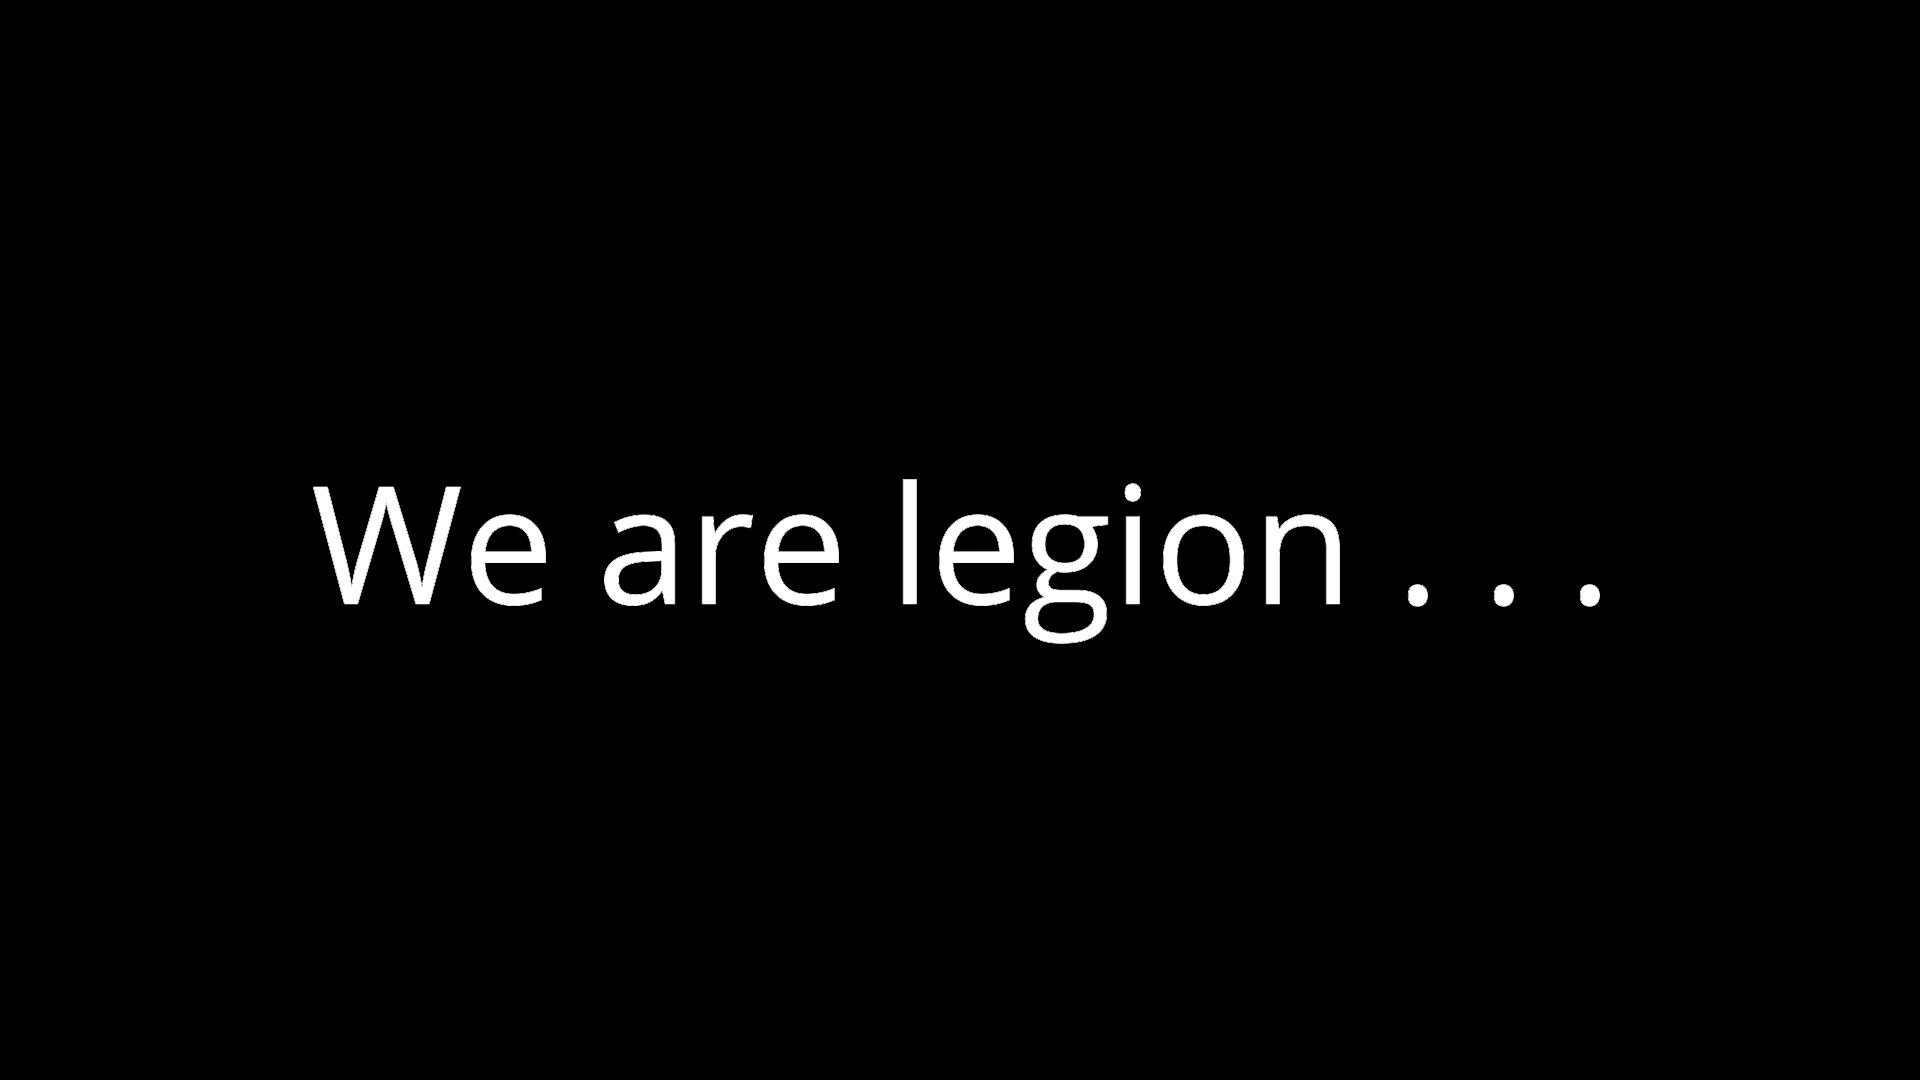 We are legion . . .